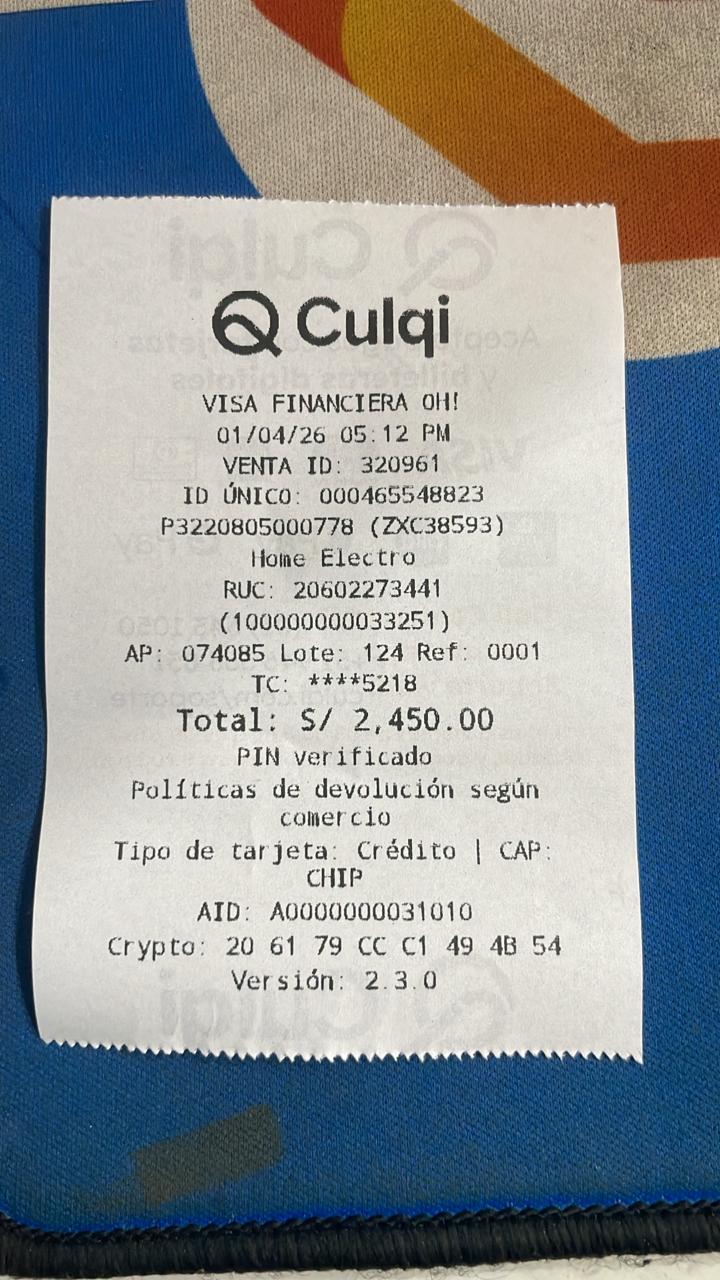 Culqi
VISA FINANCIERA OH!
01/04/26 05:12 PM
VENTA ID: 320961
ID ÚNICO: 000465548823
P3220805000778 (ZXC38593)
Home Electro
RUC: 20602273441
(100000000033251)
AP: 074085 Lote: 124 Ref: 0001
TC: ****5218
Total: S/ 2,450.00
PIN verificado
Políticas de devolución según
comercio
Tipo de tarjeta: Crédito | CAP:
CHIP
AID: A0000000031010
Crypto: 20 61 79 CC C1 49 4B 54
Versión: 2.3.0